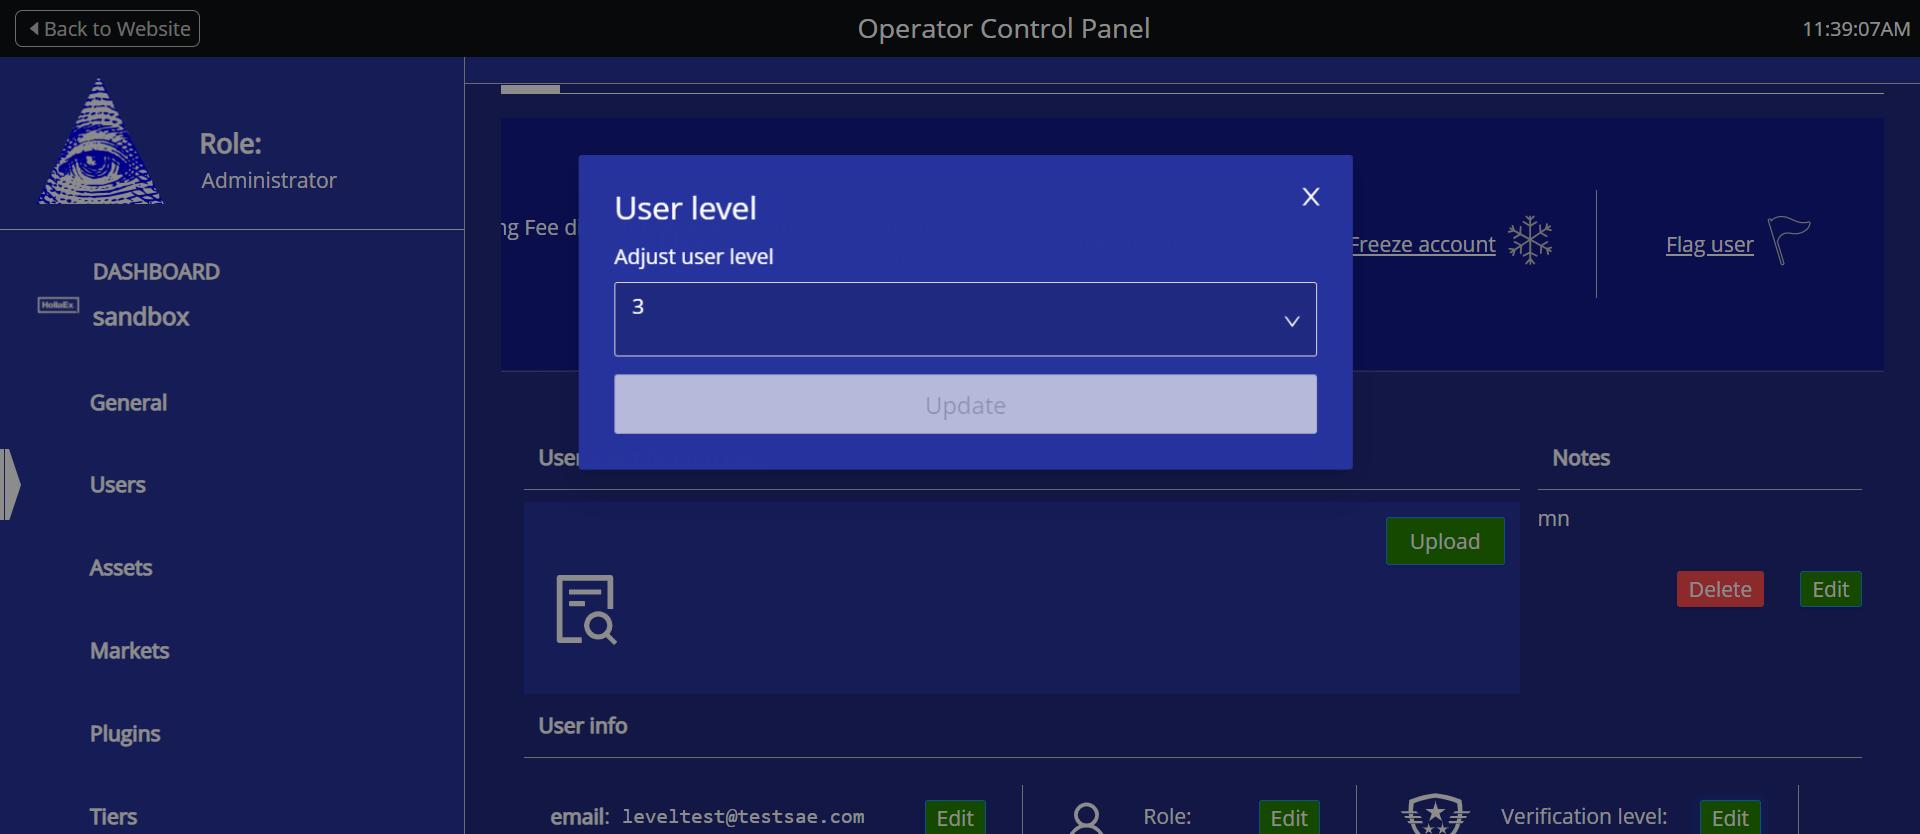 Back to Website
Operator Control Panel
11:39:07AM
Role:
Administrator
DASHBOARD
HollaEx
sandbox
General
Users
Assets
Markets
Plugins
Tiers
Fee
Freeze account
Flag user
User level
X
Adjust user level
3
Update
User
Notes
mn
Upload
Delete
Edit
User info
email: leveltest@testsae.com
Edit
Role:
Edit
Verification level:
Edit